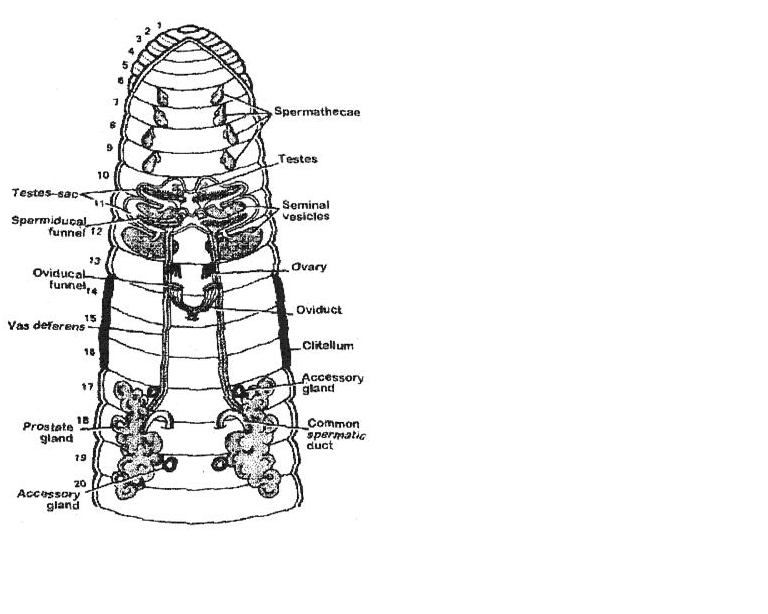 1
2
3
4
5
6
7
8
9
10
11
12
13
14
15
16
17
18
19
20
Spermathecae
Testes
Testes-sac
Seminal
vesicles
Spermiducal
funnel
Ovary
Oviducal
funnel
Oviduct
Vas deferens
Clitellum
Accessory
gland
Prostate
gland
Common
spermatic
duct
Accessory
gland